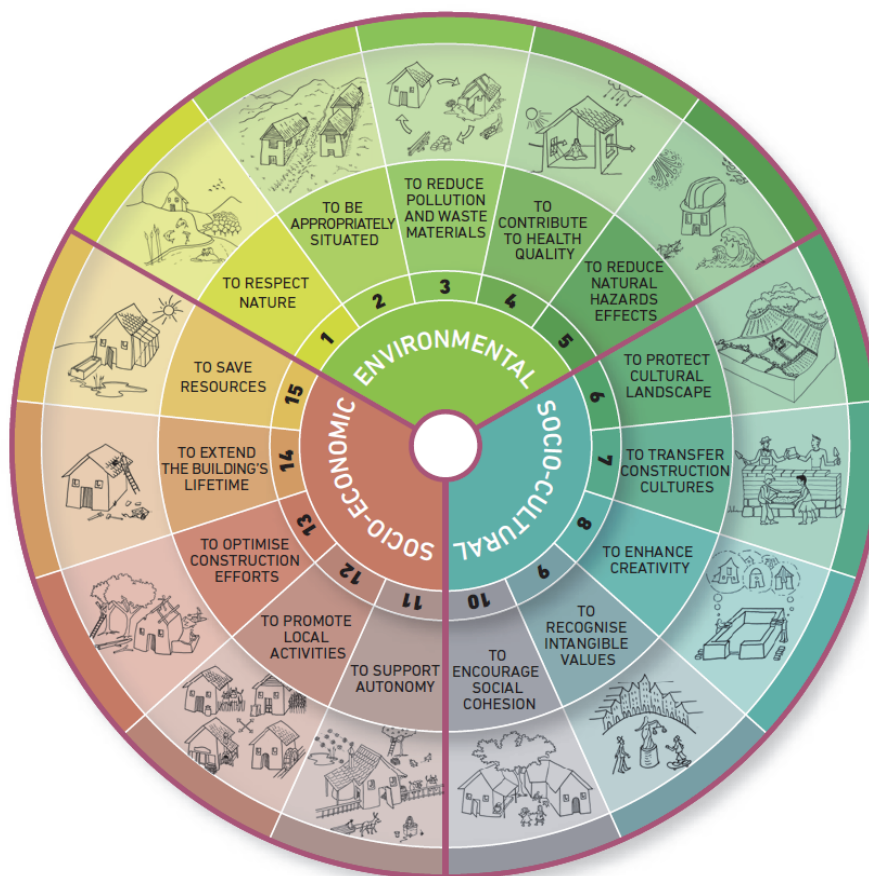 ENVIRONMENTAL
1
TO RESPECT
NATURE
2
TO BE
APPROPRIATELY
SITUATED
3
TO REDUCE
POLLUTION
AND WASTE
MATERIALS
4
TO
CONTRIBUTE
TO HEALTH
QUALITY
5
TO REDUCE
NATURAL
HAZARDS
EFFECTS
SOCIO-CULTURAL
6
TO PROTECT
CULTURAL
LANDSCAPE
7
TO TRANSFER
CONSTRUCTION
CULTURES
8
TO ENHANCE
CREATIVITY
9
TO
RECOGNISE
INTANGIBLE
VALUES
10
TO
ENCOURAGE
SOCIAL
COHESION
SOCIO-ECONOMIC
11
TO SUPPORT
AUTONOMY
12
TO PROMOTE
LOCAL
ACTIVITIES
13
TO OPTIMISE
CONSTRUCTION
EFFORTS
14
TO EXTEND
THE BUILDING'S
LIFETIME
15
TO SAVE
RESOURCES